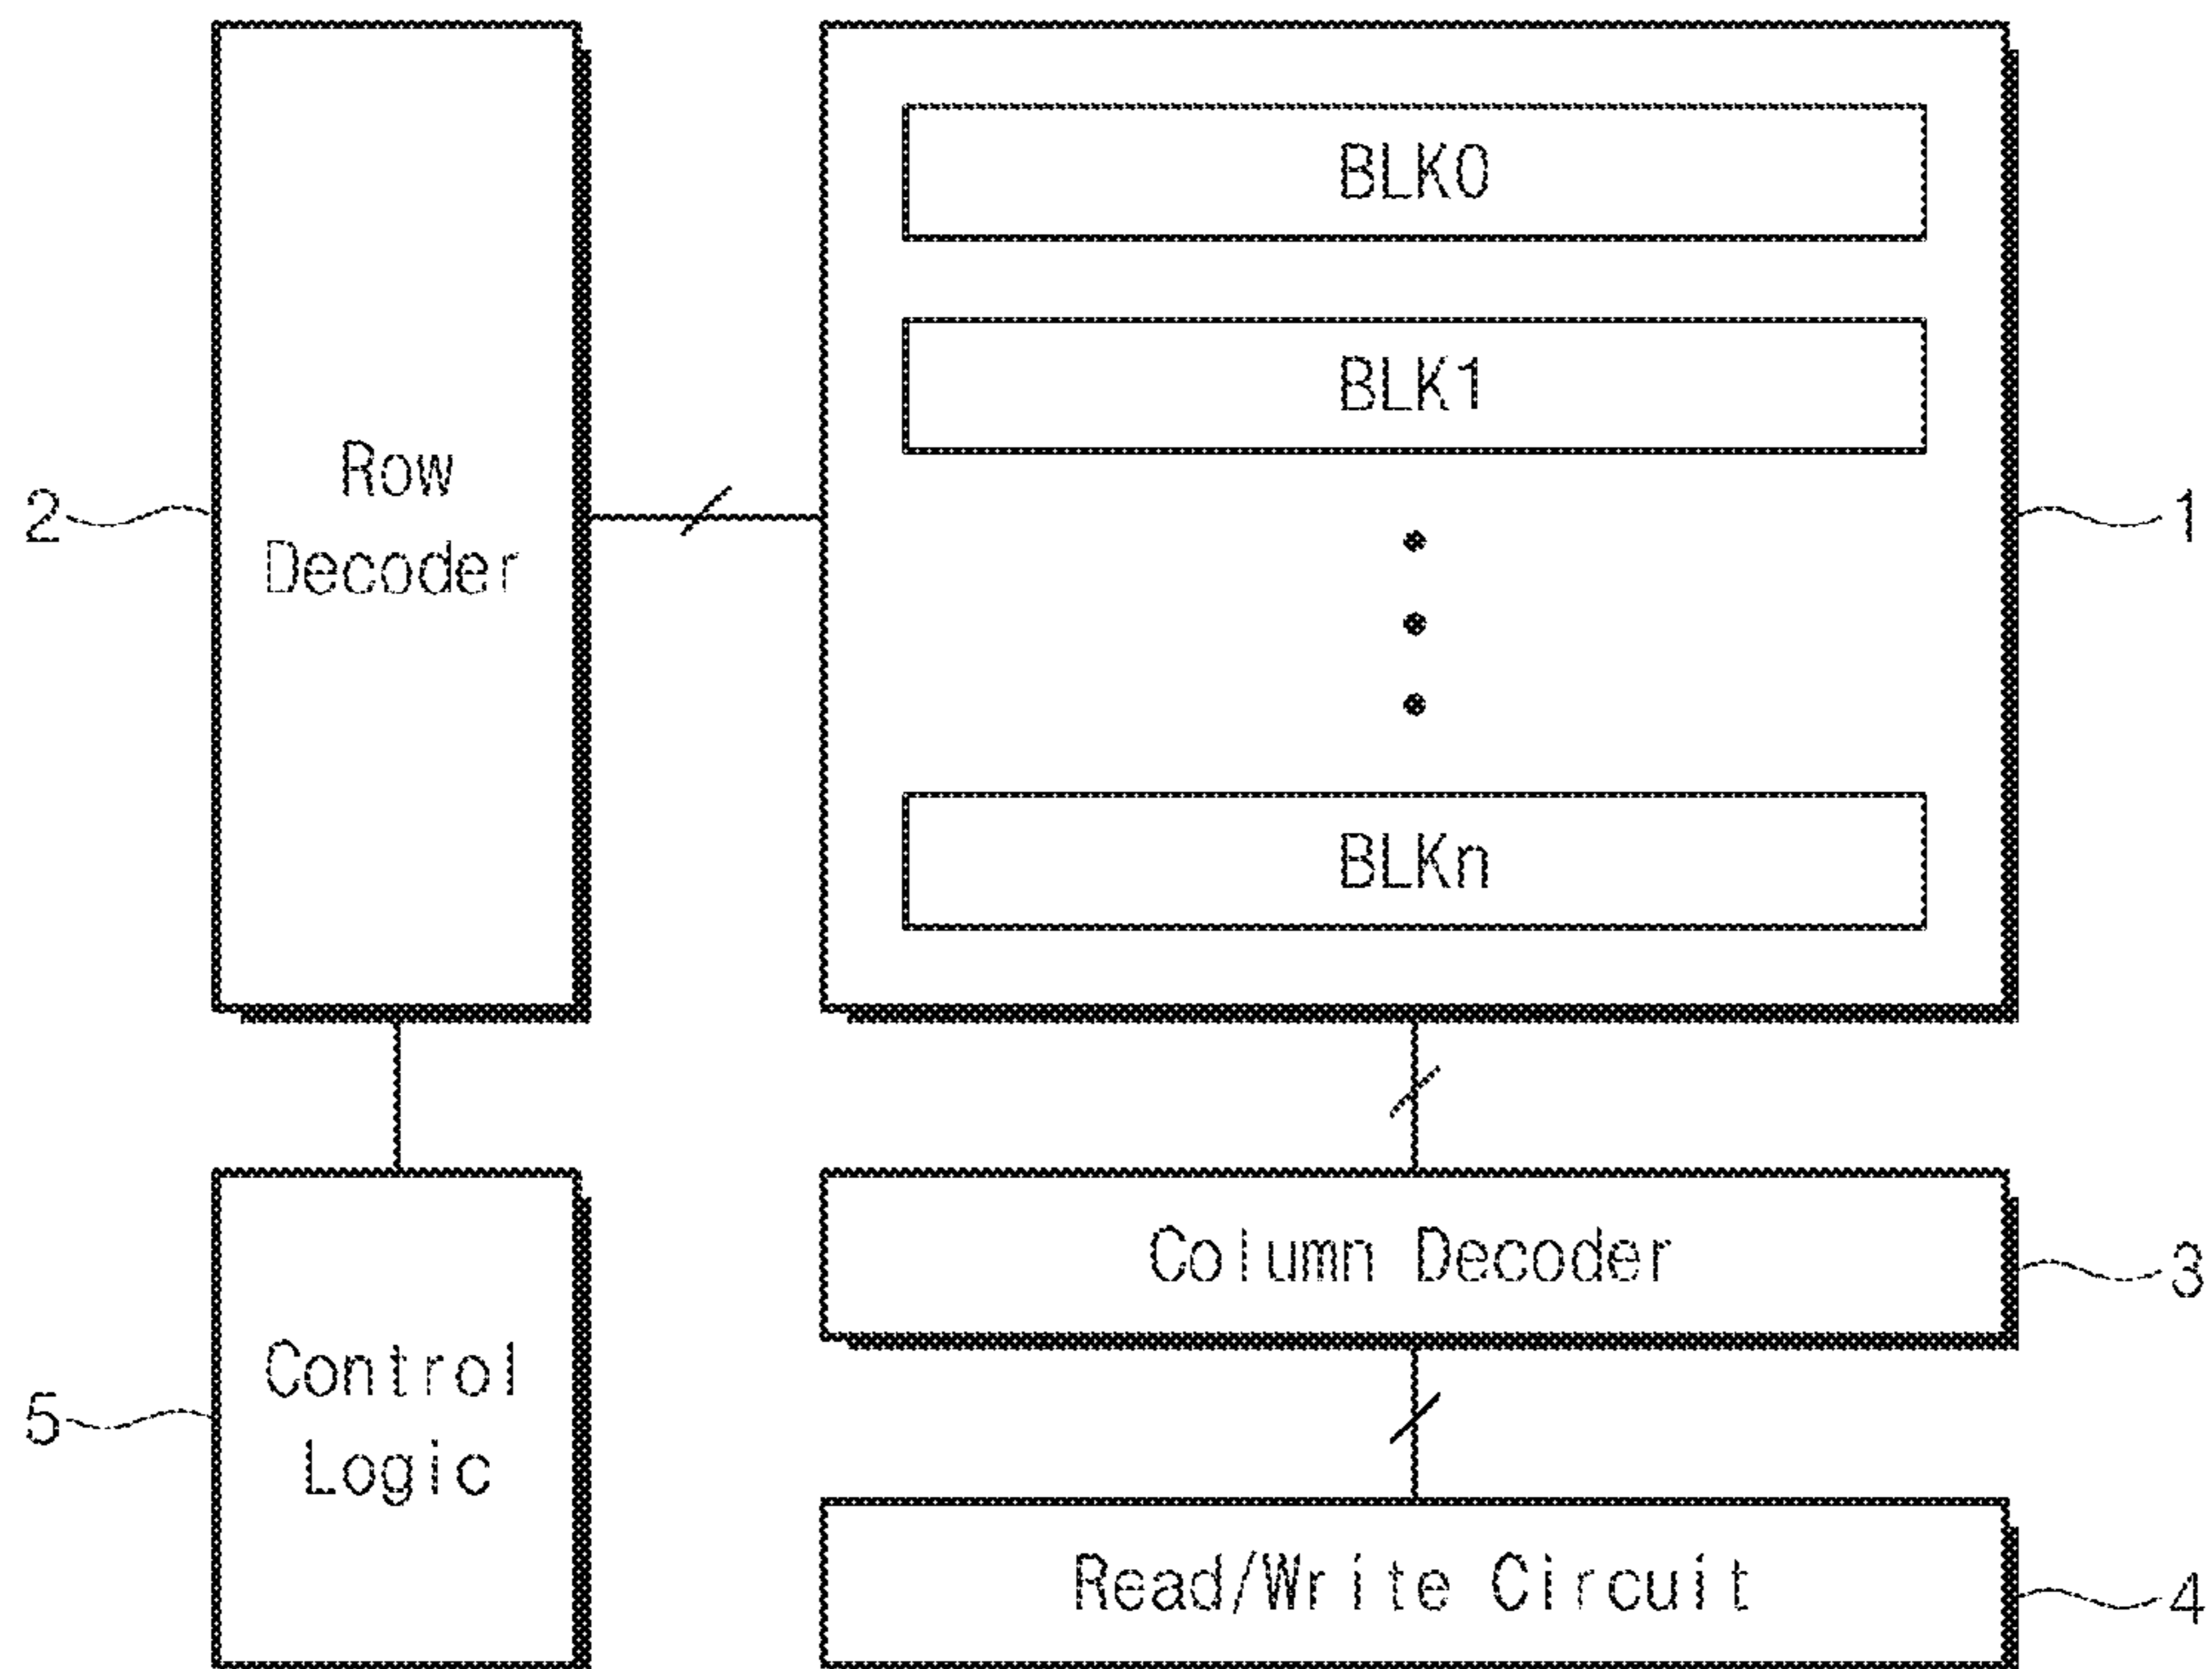 BLK0
BLK1
Row
Decoder
2
1
BLKn
Column Decoder
3
Control
Logic
5
Read/Write Circuit
4